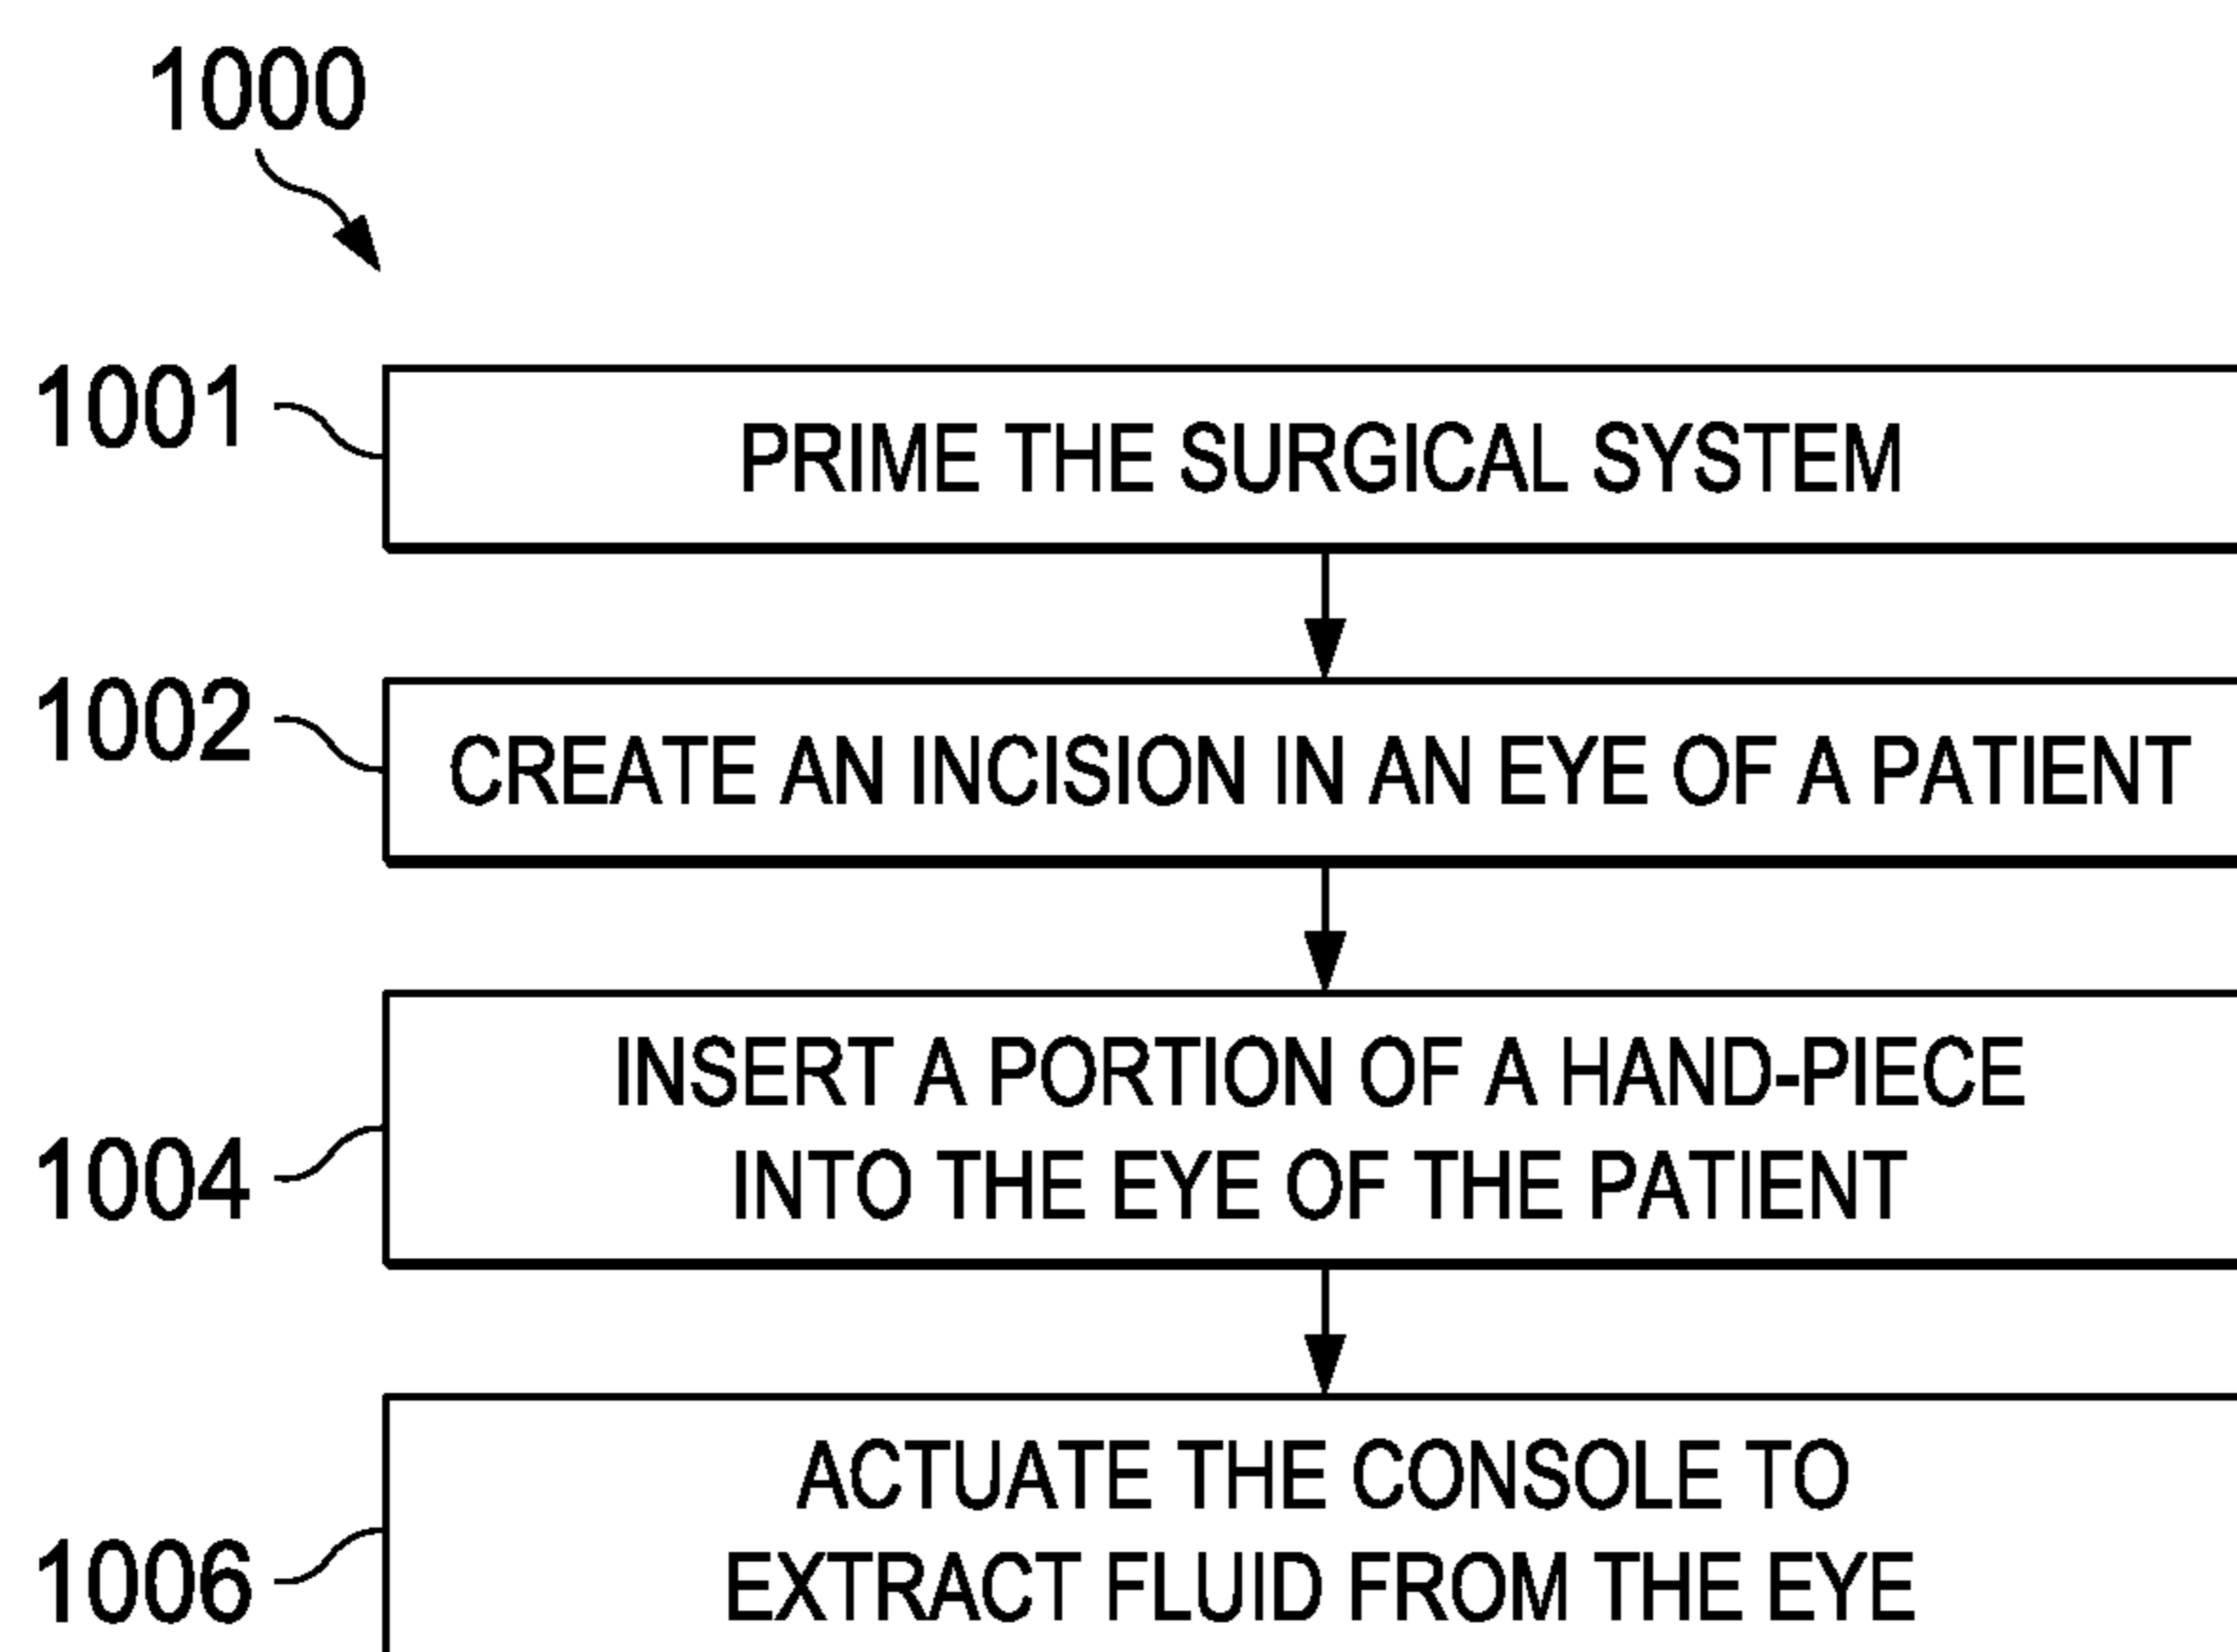 1000
1001
PRIME THE SURGICAL SYSTEM
1002
CREATE AN INCISION IN AN EYE OF A PATIENT
INSERT A PORTION OF A HAND-PIECE
INTO THE EYE OF THE PATIENT
1004
ACTUATE THE CONSOLE TO
EXTRACT FLUID FROM THE EYE
1006